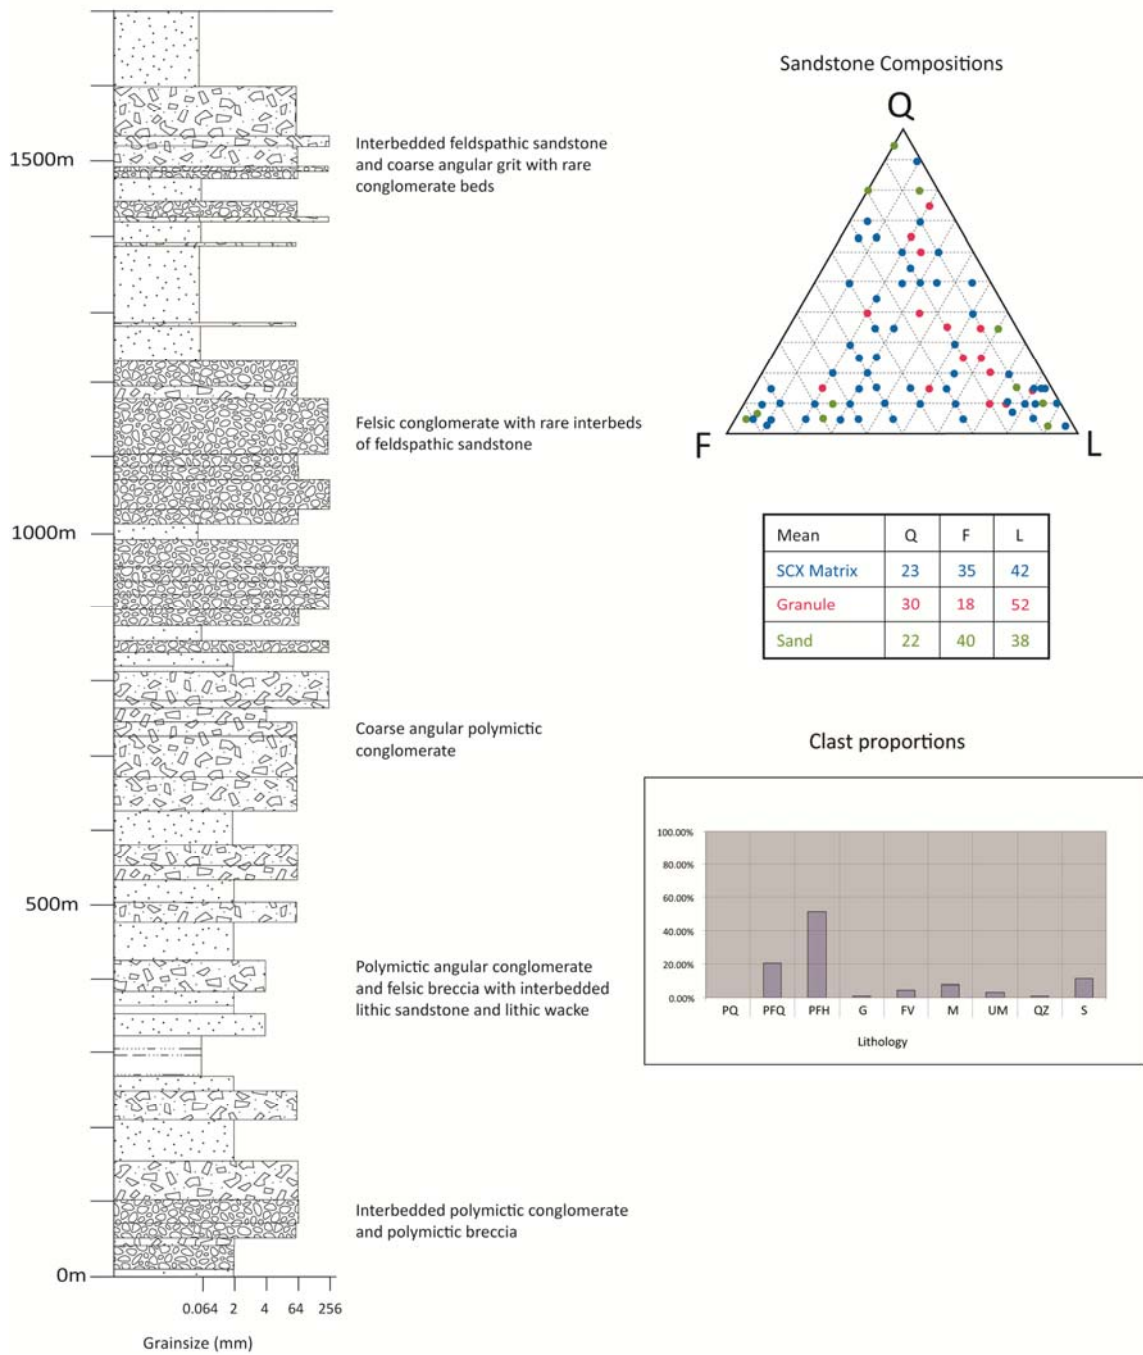 1500m
1000m
500m
0m
0.064 2 4 64 256
Grainsize (mm)
Interbedded feldspathic sandstone
and coarse angular grit with rare
conglomerate beds
Felsic conglomerate with rare interbeds
of feldspathic sandstone
Coarse angular polymictic
conglomerate
Polymictic angular conglomerate
and felsic breccia with interbedded
lithic sandstone and lithic wacke
Interbedded polymictic conglomerate
and polymictic breccia
Sandstone Compositions
Q
F L
Mean Q F L
SCX Matrix 23 35 42
Granule 30 18 52
Sand 22 40 38
Clast proportions
100.00%
80.00%
60.00%
40.00%
20.00%
0.00%
PQ PFQ PFH G FV M UM QZ S
Lithology